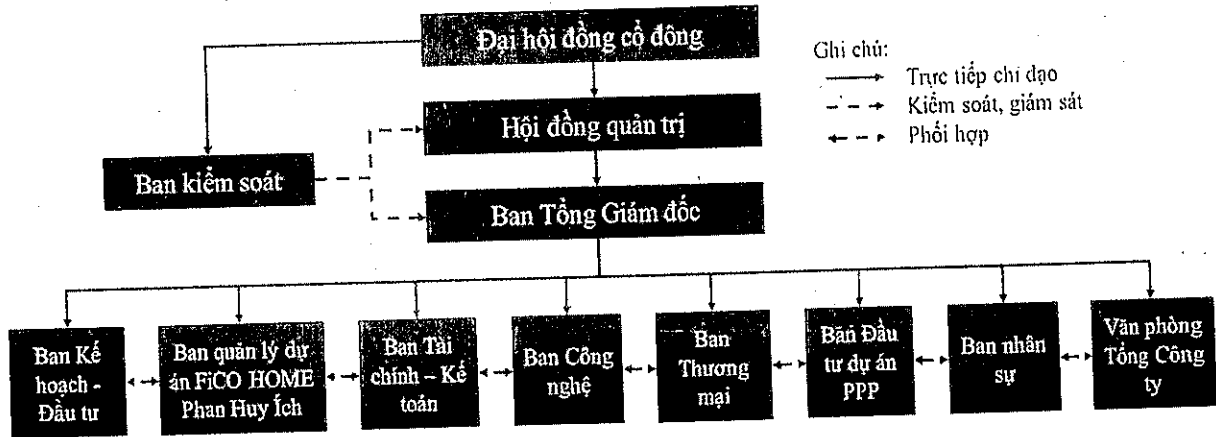 Đại hội đồng cổ đông
Ghi chú:
Trực tiếp chỉ đạo
Kiểm soát, giám sát
Phối hợp
Hội đồng quản trị
Ban kiểm soát
Ban Tổng Giám đốc
Ban Kế
hoạch -
Đầu tư
Ban quản lý dự
án FiCO HOME
Phan Huy Ích
Ban Tài
chính – Kế
toán
Ban Công
nghệ
Ban
Thương
mại
Ban Đầu
tư dự án
PPP
Ban nhân
sự
Văn phòng
Tổng Công
ty